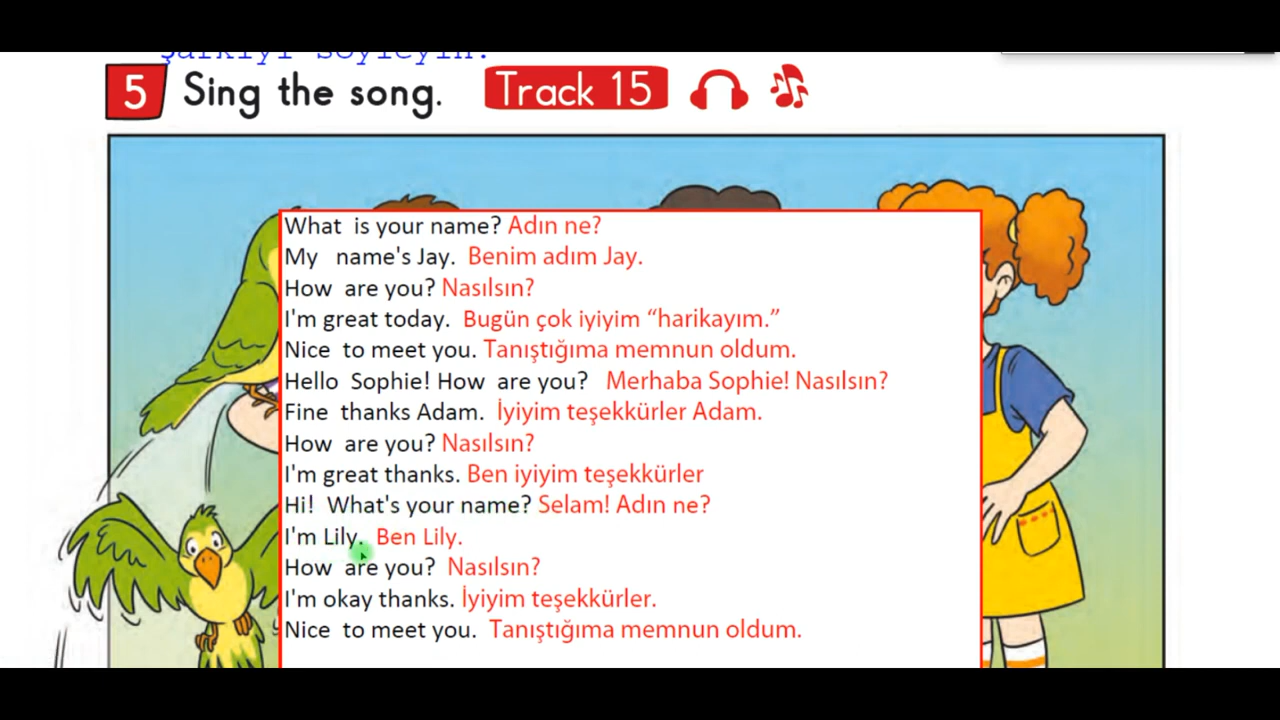 şarkıyı söyleyin.
5 Sing the song. Track 15
What is your name? Adın ne?
My name's Jay. Benim adım Jay.
How are you? Nasılsın?
I'm great today. Bugün çok iyiyim “harikayım.”
Nice to meet you. Tanıştığıma memnun oldum.
Hello Sophie! How are you? Merhaba Sophie! Nasılsın?
Fine thanks Adam. İyiyim teşekkürler Adam.
How are you? Nasılsın?
I'm great thanks. Ben iyiyim teşekkürler
Hi! What's your name? Selam! Adın ne?
I'm Lily. Ben Lily.
How are you? Nasılsın?
I'm okay thanks. İyiyim teşekkürler.
Nice to meet you. Tanıştığıma memnun oldum.